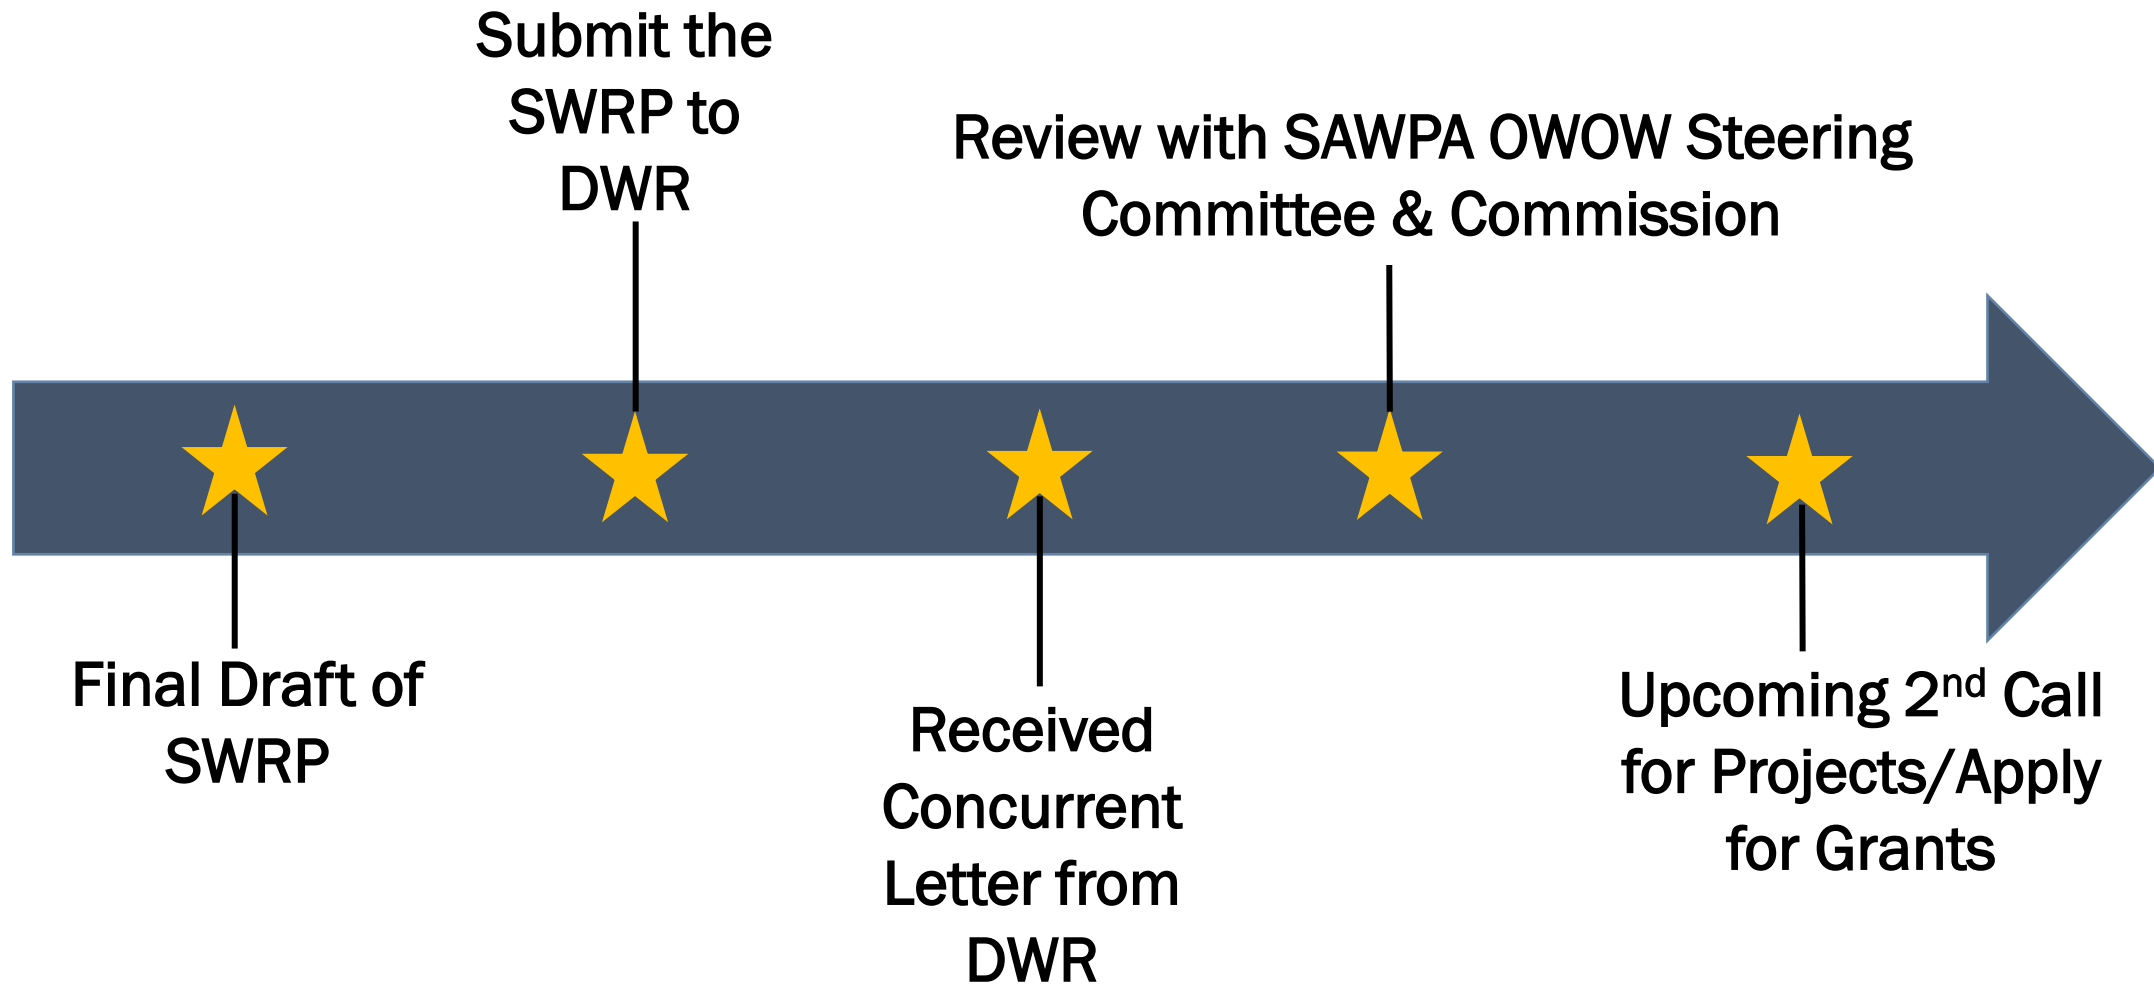 Submit the
SWRP to
DWR
Review with SAWPA OWOW Steering
Committee & Commission
Final Draft of
SWRP
Received
Concurrent
Letter from
DWR
Upcoming 2nd Call
for Projects/Apply
for Grants